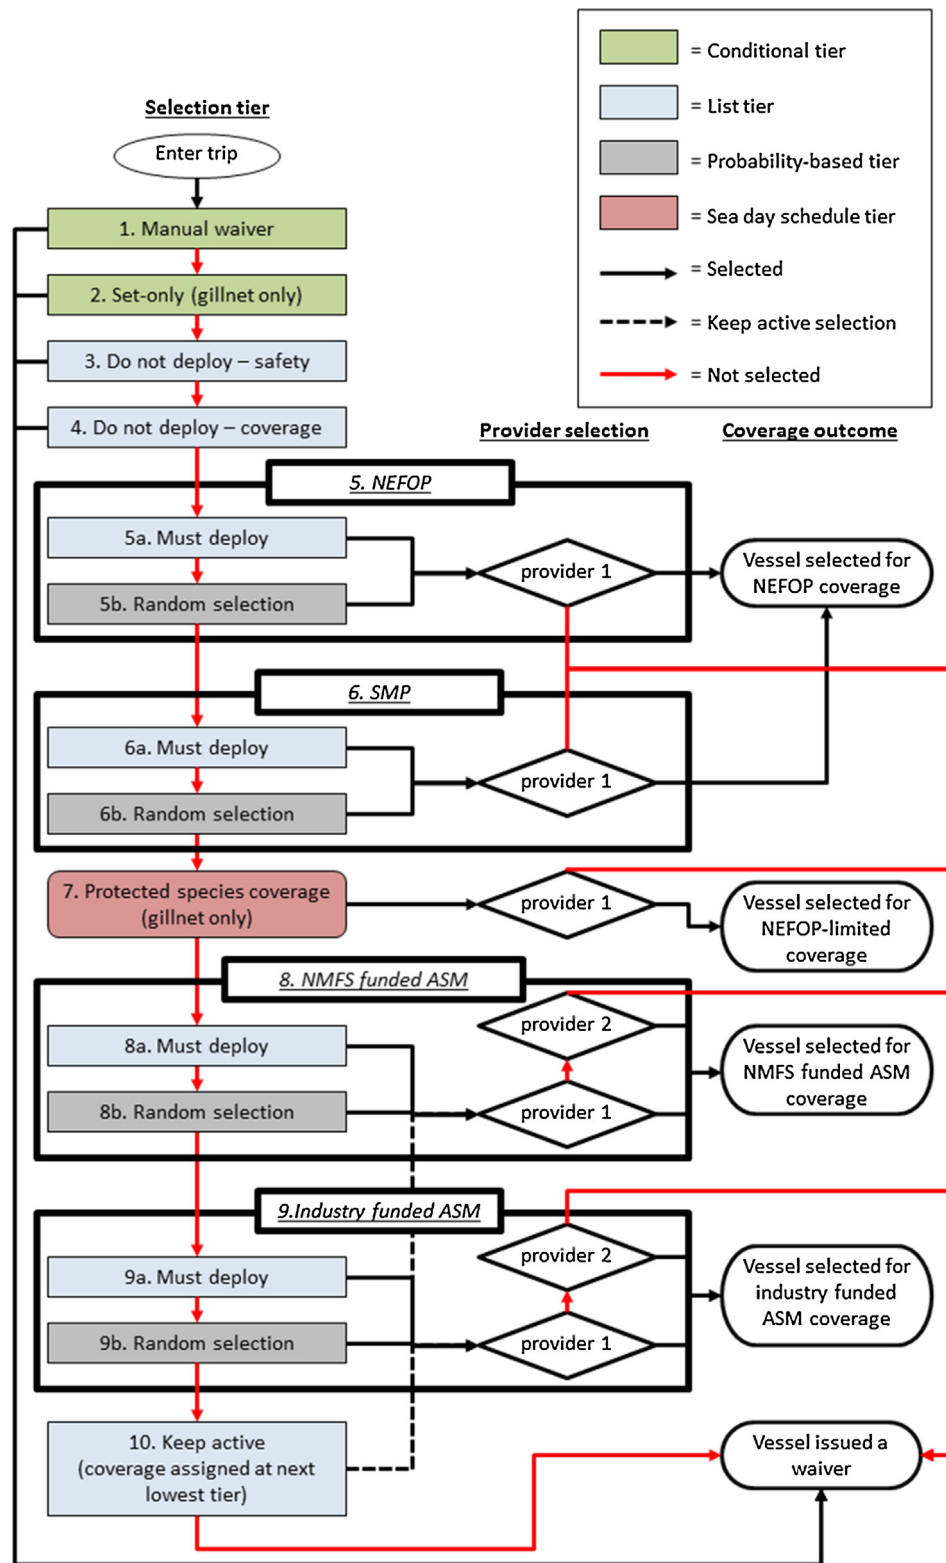 = Conditional tier
= List tier
= Probability-based tier
= Sea day schedule tier
= Selected
= Keep active selection
= Not selected
Selection tier
Enter trip
1. Manual waiver
2. Set-only (gillnet only)
3. Do not deploy – safety
4. Do not deploy – coverage
Provider selection
Coverage outcome
5. NEFOP
5a. Must deploy
5b. Random selection
provider 1
Vessel selected for
NEFOP coverage
6. SMP
6a. Must deploy
6b. Random selection
provider 1
7. Protected species coverage
(gillnet only)
provider 1
Vessel selected for
NEFOP-limited
coverage
8. NMFS funded ASM
8a. Must deploy
8b. Random selection
provider 2
provider 1
Vessel selected for
NMFS funded ASM
coverage
9.Industry funded ASM
9a. Must deploy
9b. Random selection
provider 2
provider 1
Vessel selected for
industry funded
ASM coverage
10. Keep active
(coverage assigned at next
lowest tier)
Vessel issued a
waiver